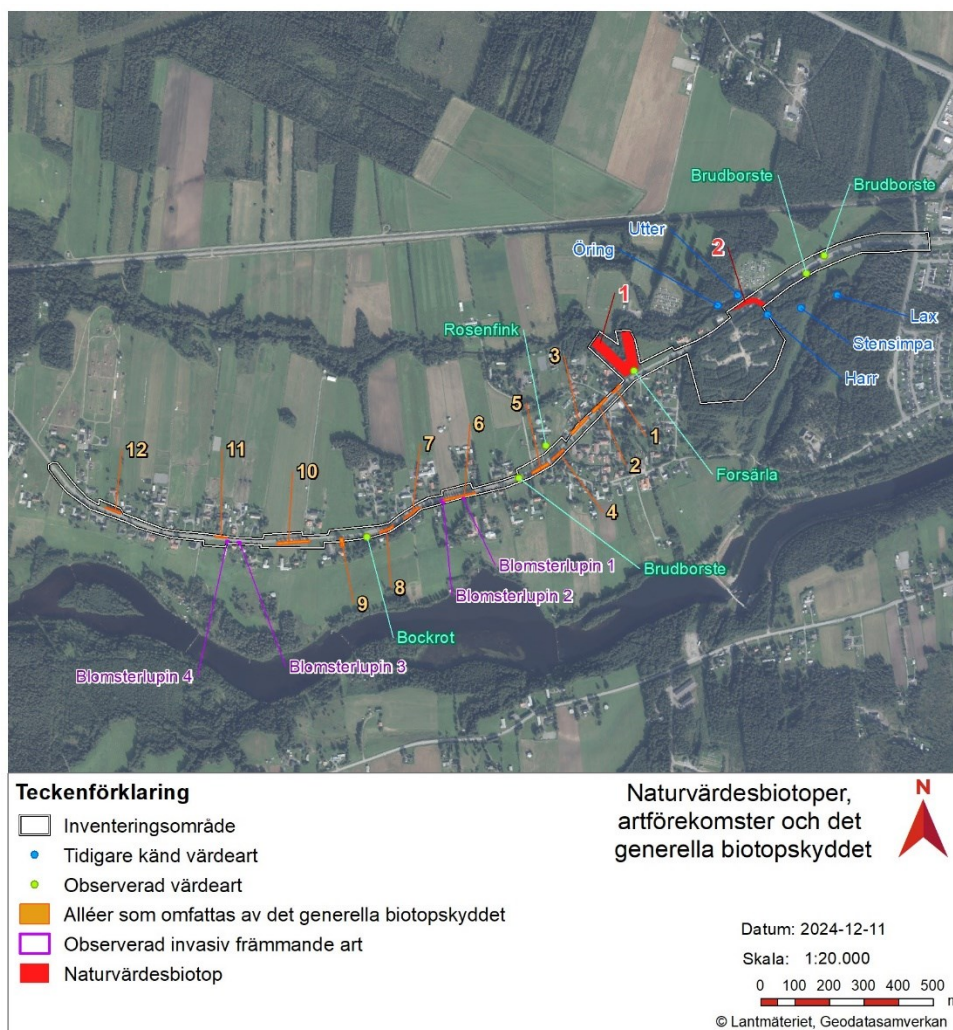 Brudborste
Brudborste
Utter
Öring
2
1
Lax
Stensimpa
Harr
Rosenfink
3
5
6
7
1
2
Forsärla
12
11
10
4
Blomsterlupin 1
Brudborste
Blomsterlupin 2
8
9
Bockrot
Blomsterlupin 3
Blomsterlupin 4
Teckenförklaring
Inventeringsområde
Tidigare känd värdeart
Observerad värdeart
Alléer som omfattas av det generella biotopskyddet
Observerad invasiv främmande art
Naturvärdesbiotop
Naturvärdesbiotoper,
artförekomster och det
generella biotopskyddet
N
Datum: 2024-12-11
Skala: 1:20.000
0 100 200 300 400 500
m
© Lantmäteriet, Geodatasamverkan